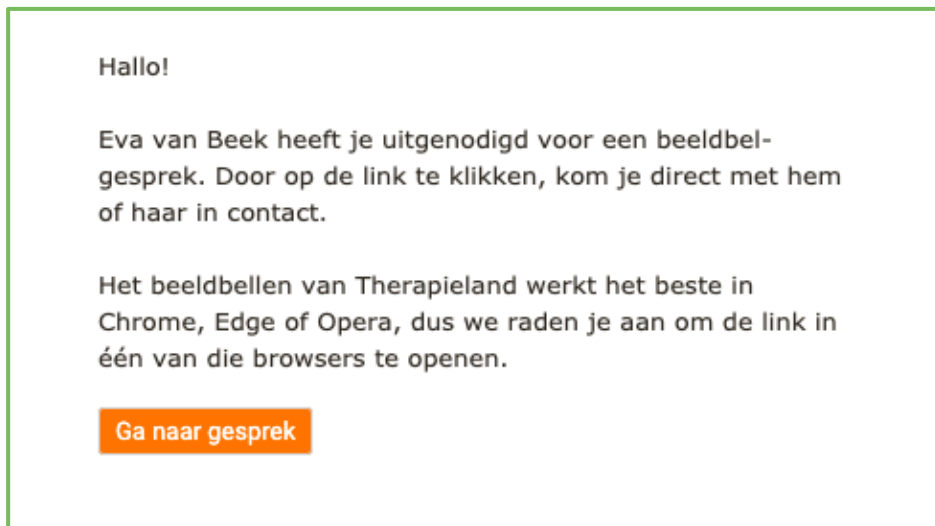 Hallo!
Eva van Beek heeft je uitgenodigd voor een beeldbel-
gesprek. Door op de link te klikken, kom je direct met hem
of haar in contact.
Het beeldbellen van Therapieland werkt het beste in
Chrome, Edge of Opera, dus we raden je aan om de link in
één van die browsers te openen.
Ga naar gesprek